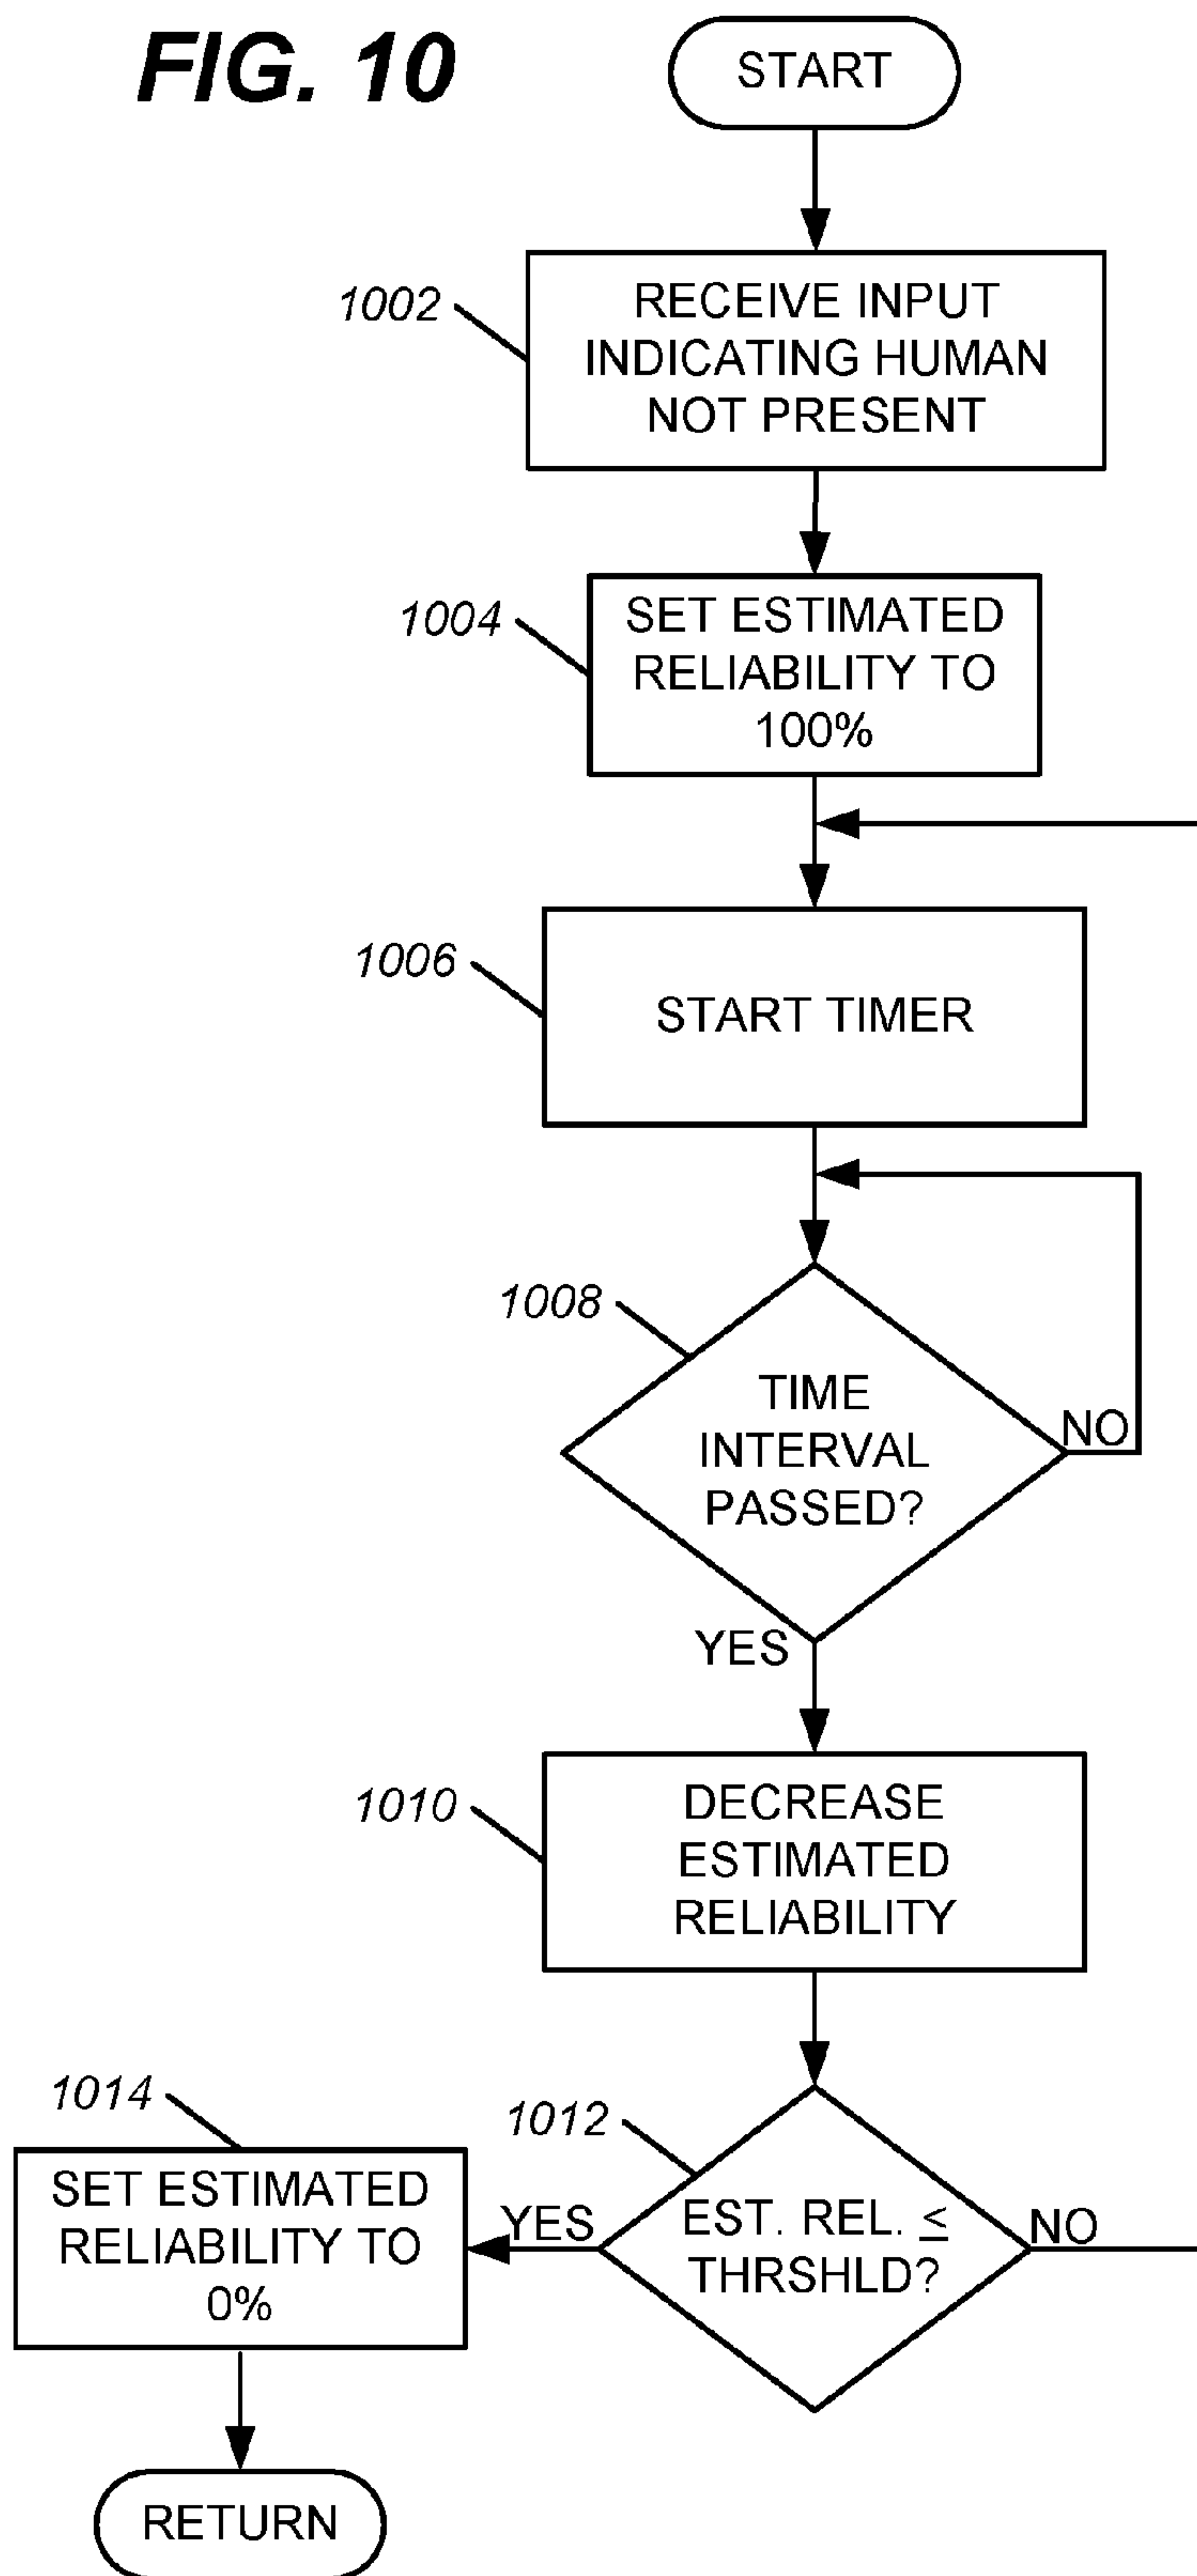 FIG. 10
START
1002
RECEIVE INPUT
INDICATING HUMAN
NOT PRESENT
1004
SET ESTIMATED
RELIABILITY TO
100%
1006
START TIMER
1008
TIME
INTERVAL
PASSED?
NO
YES
1010
DECREASE
ESTIMATED
RELIABILITY
1012
EST. REL. ≤
THRSHLD?
NO
YES
1014
SET ESTIMATED
RELIABILITY TO
0%
RETURN